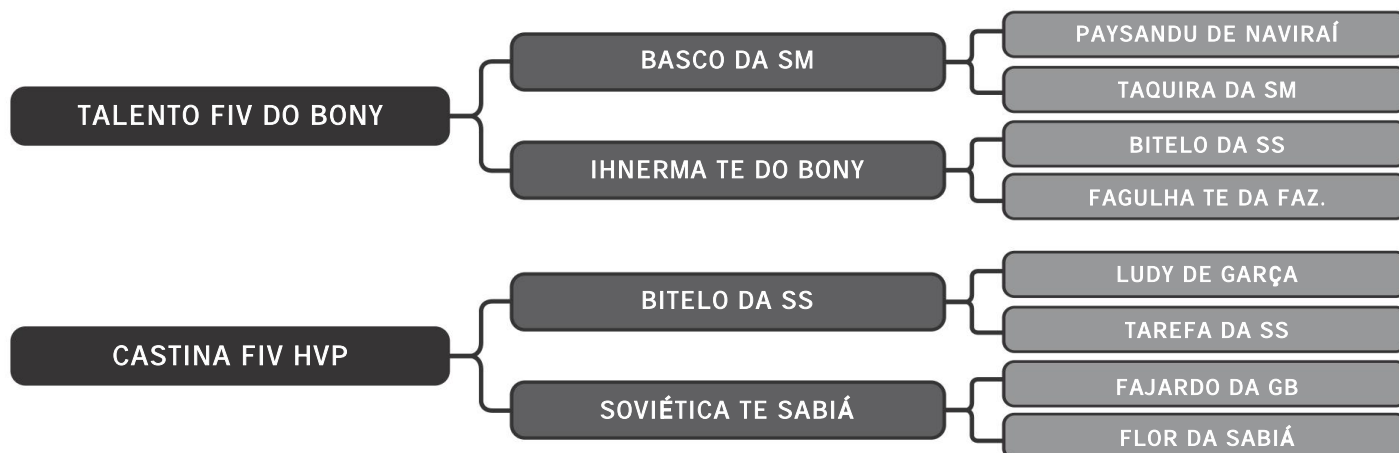 TALENTO FIV DO BONY
BASCO DA SM
PAYSANDU DE NAVIRAÍ
TAQUIRA DA SM
IHNERMA TE DO BONY
BITELO DA SS
FAGULHA TE DA FAZ.
CASTINA FIV HVP
BITELO DA SS
LUDY DE GARÇA
TAREFA DA SS
SOVIÉTICA TE SABIÁ
FAJARDO DA GB
FLOR DA SABIÁ